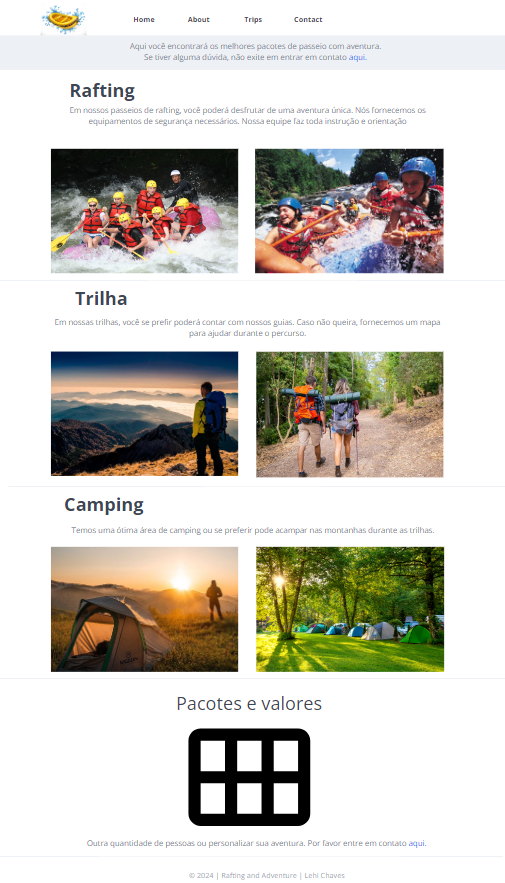 Home About Trips Contact
Aqui você encontrará os melhores pacotes de passeio com aventura.
Se tiver alguma dúvida, não exite em entrar em contato aqui.
Rafting
Em nossos passeios de rafting, você poderá desfrutar de uma aventura única. Nós fornecemos os
equipamentos de segurança necessários. Nossa equipe faz toda instrução e orientação
Trilha
Em nossas trilhas, você se prefir poderá contar com nossos guias. Caso não queira, fornecemos um mapa
para ajudar durante o percurso.
Camping
Temos uma ótima área de camping ou se preferir pode acampar nas montanhas durante as trilhas.
Pacotes e valores
Outra quantidade de pessoas ou personalizar sua aventura. Por favor entre em contato aqui.
© 2024 | Rafting and Adventure | Lehi Chaves